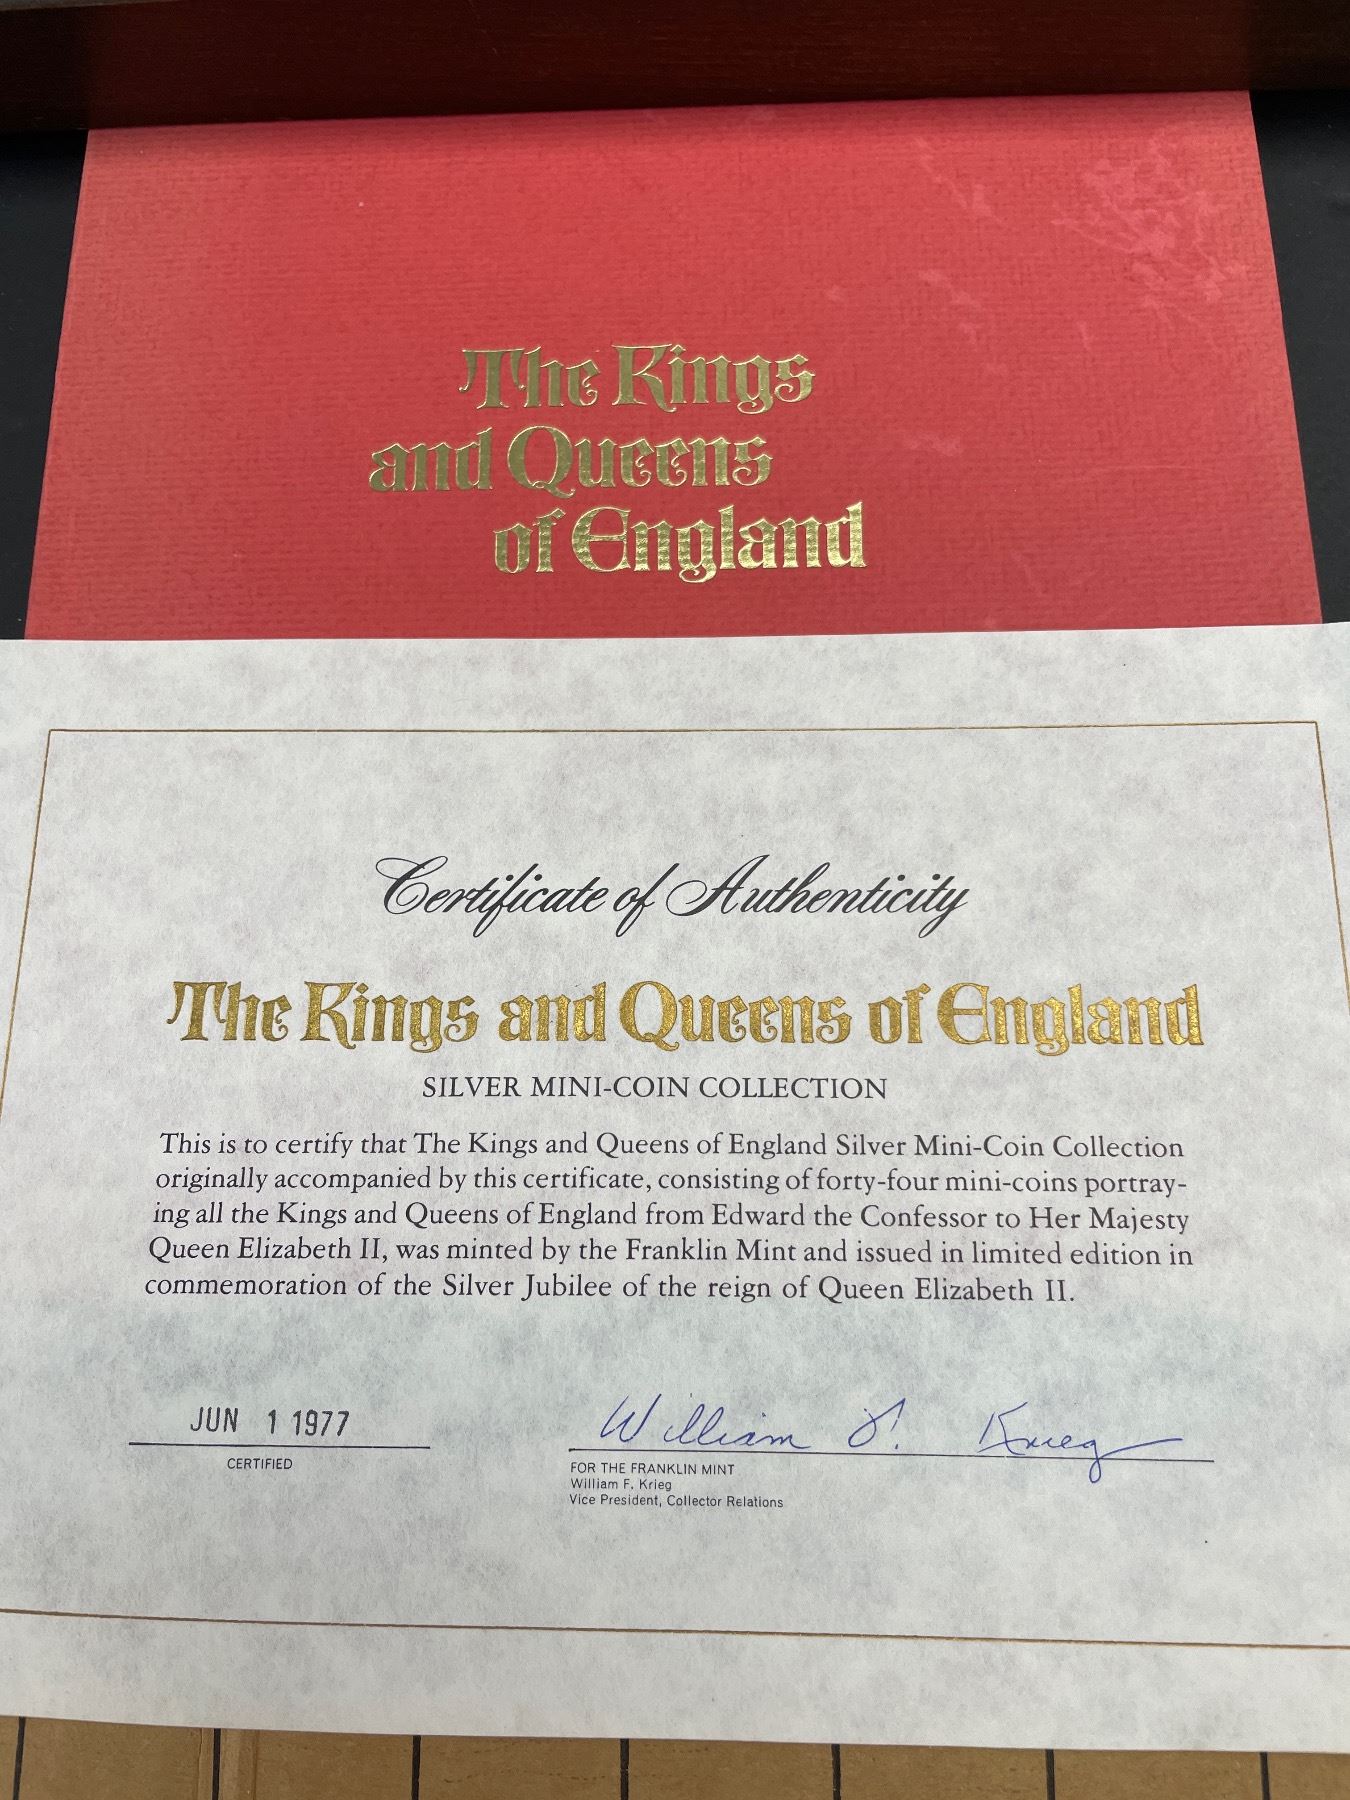 The Kings
and Queens
of England
Certificate of Authenticity
The Kings and Queens of England
SILVER MINI-COIN COLLECTION
This is to certify that The Kings and Queens of England Silver Mini-Coin Collection
originally accompanied by this certificate, consisting of forty-four mini-coins portray-
ing all the Kings and Queens of England from Edward the Confessor to Her Majesty
Queen Elizabeth II, was minted by the Franklin Mint and issued in limited edition in
commemoration of the Silver Jubilee of the reign of Queen Elizabeth II.
JUN 1 1977
CERTIFIED
William F. Krieg
FOR THE FRANKLIN MINT
William F. Krieg
Vice President, Collector Relations